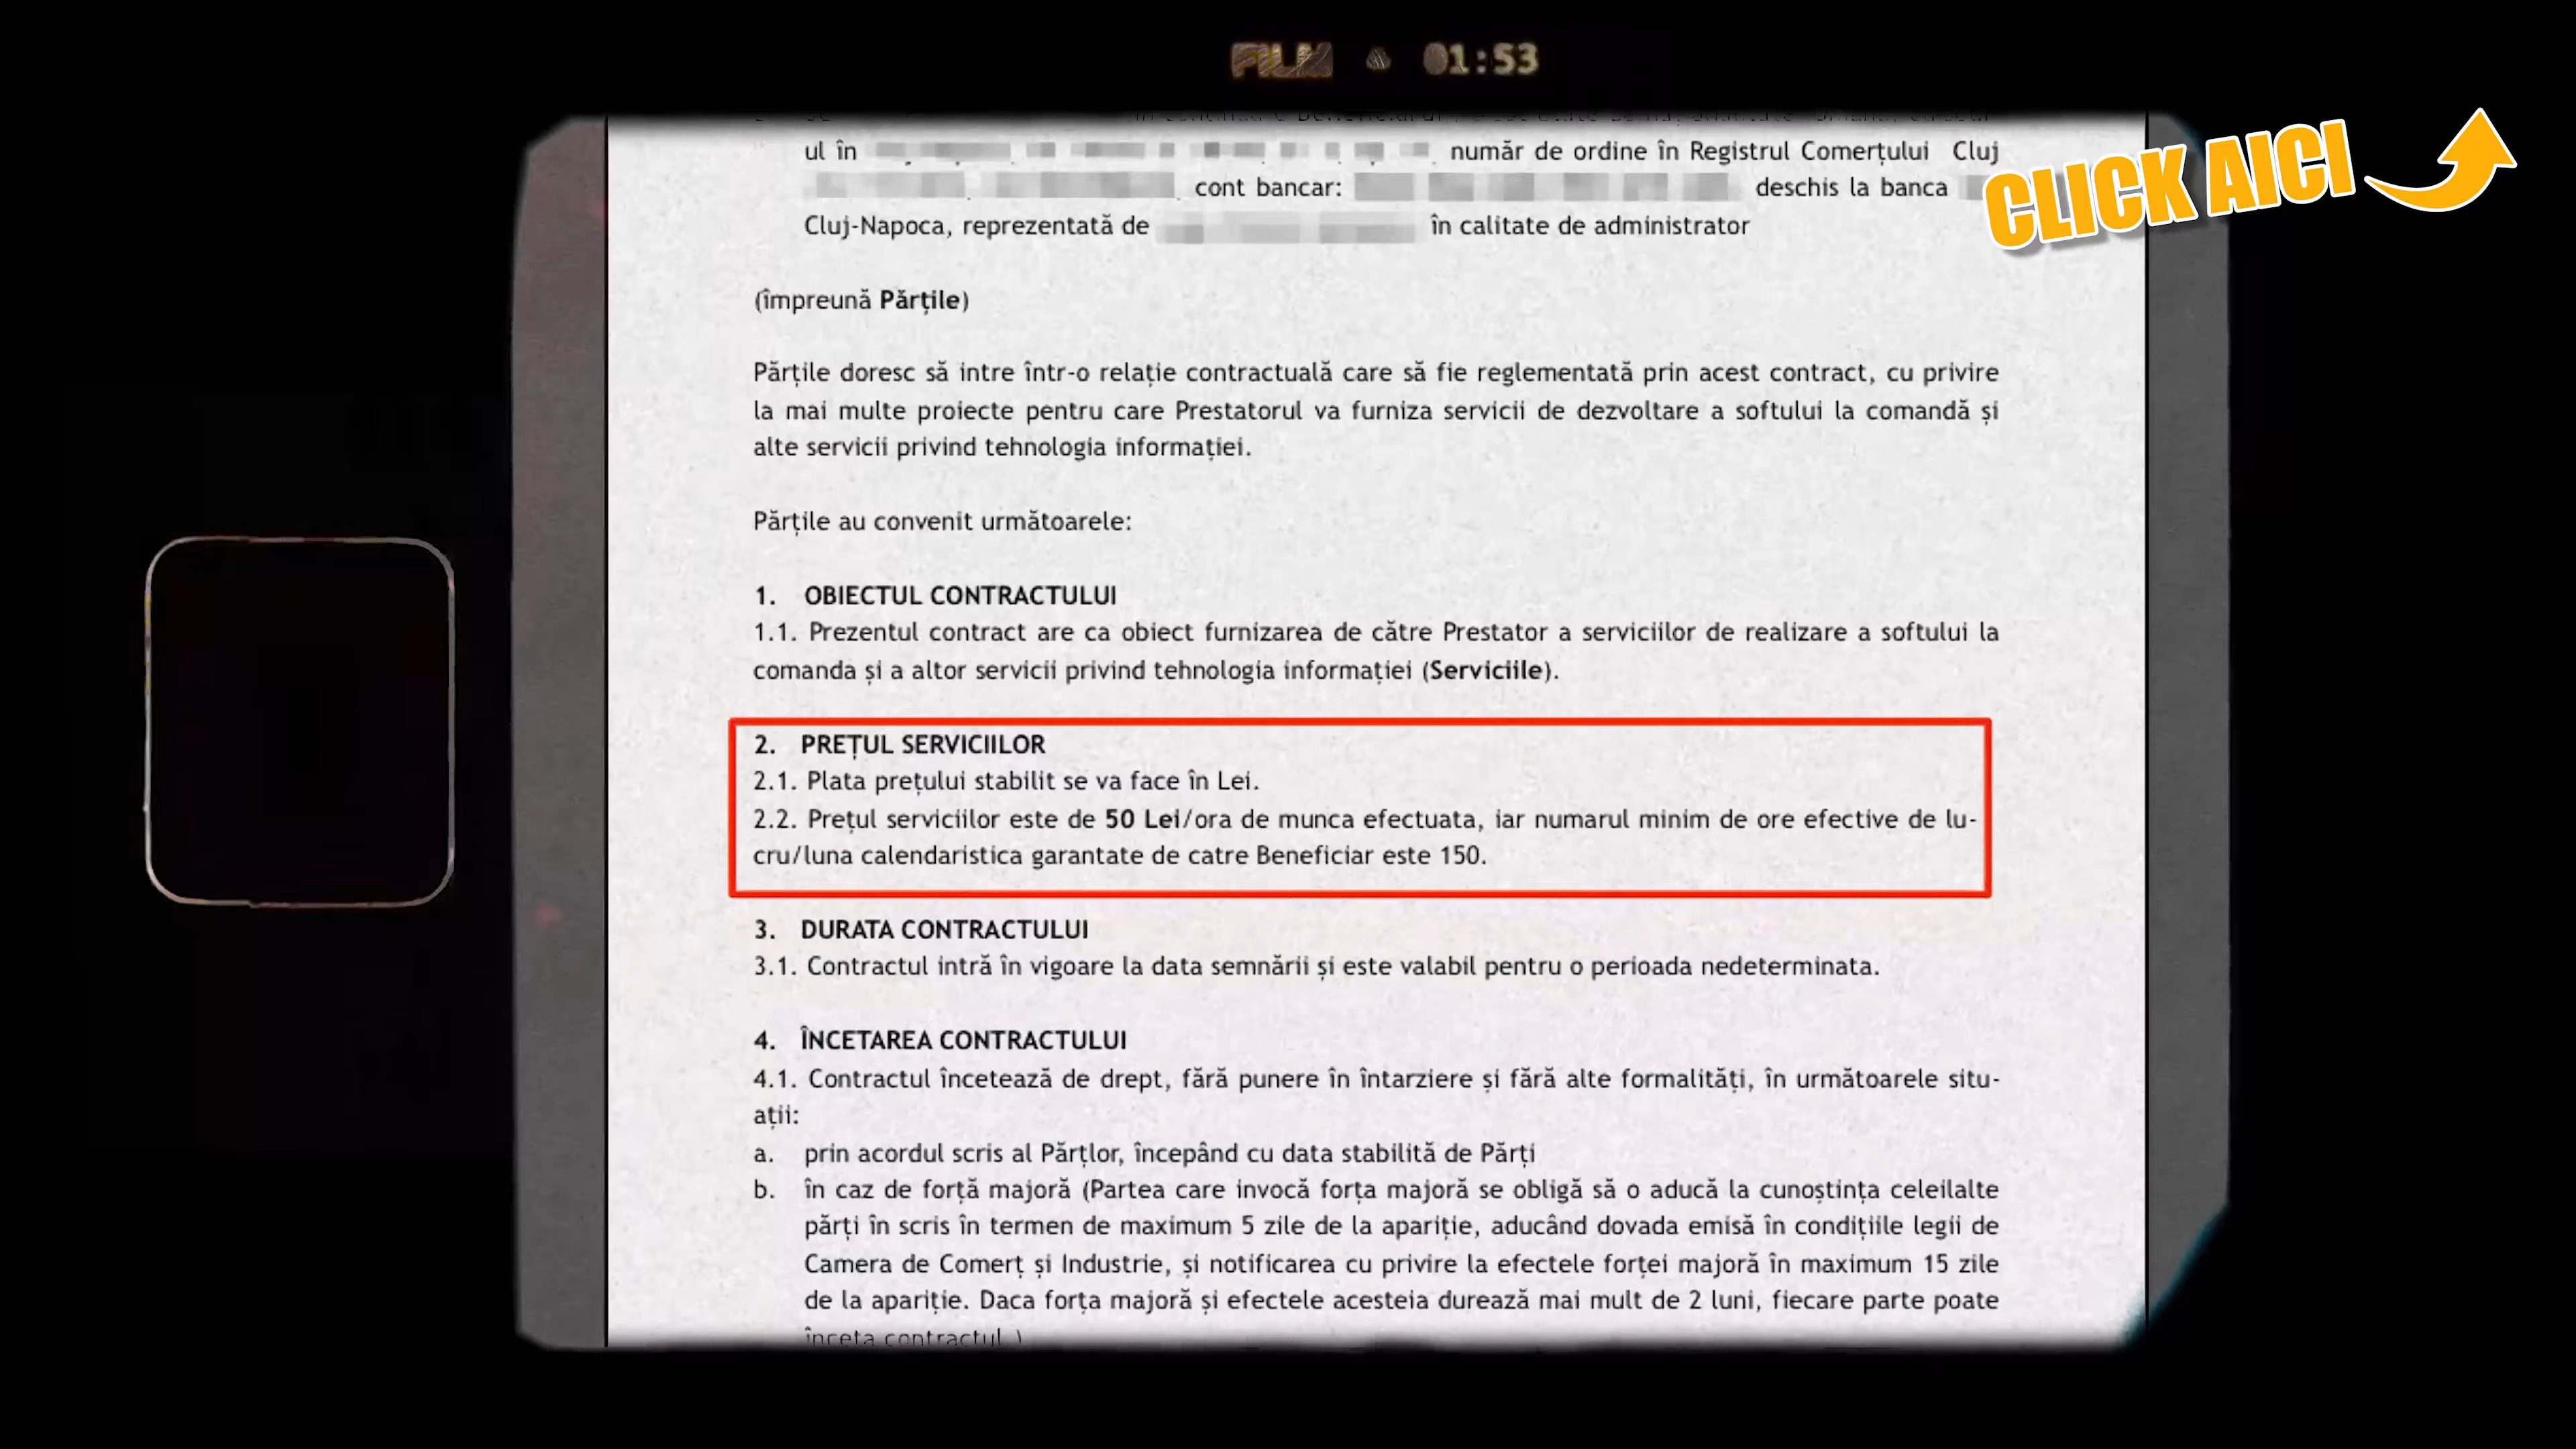 FILM 01:53
CLICK AICI
ul în număr de ordine în Registrul Comerțului Cluj
cont bancar: deschis la banca
Cluj-Napoca, reprezentată de în calitate de administrator
(împreună Părțile)
Părțile doresc să intre într-o relație contractuală care să fie reglementată prin acest contract, cu privire
la mai multe proiecte pentru care Prestatorul va furniza servicii de dezvoltare a softului la comandă și
alte servicii privind tehnologia informației.
Părțile au convenit următoarele:
1. OBIECTUL CONTRACTULUI
1.1. Prezentul contract are ca obiect furnizarea de către Prestator a serviciilor de realizare a softului la
comanda și a altor servicii privind tehnologia informației (Serviciile).
2. PREȚUL SERVICIILOR
2.1. Plata prețului stabilit se va face în Lei.
2.2. Prețul serviciilor este de 50 Lei/ora de munca efectuata, iar numarul minim de ore efective de lu-
cru/luna calendaristica garantate de catre Beneficiar este 150.
3. DURATA CONTRACTULUI
3.1. Contractul intră în vigoare la data semnării și este valabil pentru o perioada nedeterminata.
4. ÎNCETAREA CONTRACTULUI
4.1. Contractul încetează de drept, fără punere în întarziere și fără alte formalități, în următoarele situ-
ații:
a. prin acordul scris al Părțlor, începând cu data stabilită de Părți
b. în caz de forță majoră (Partea care invocă forța majoră se obligă să o aducă la cunoștința celeilalte
părți în scris în termen de maximum 5 zile de la apariție, aducând dovada emisă în condițiile legii de
Camera de Comerț și Industrie, și notificarea cu privire la efectele forței majoră în maximum 15 zile
de la apariție. Daca forța majoră și efectele acesteia durează mai mult de 2 luni, fiecare parte poate
înceta contractul.)